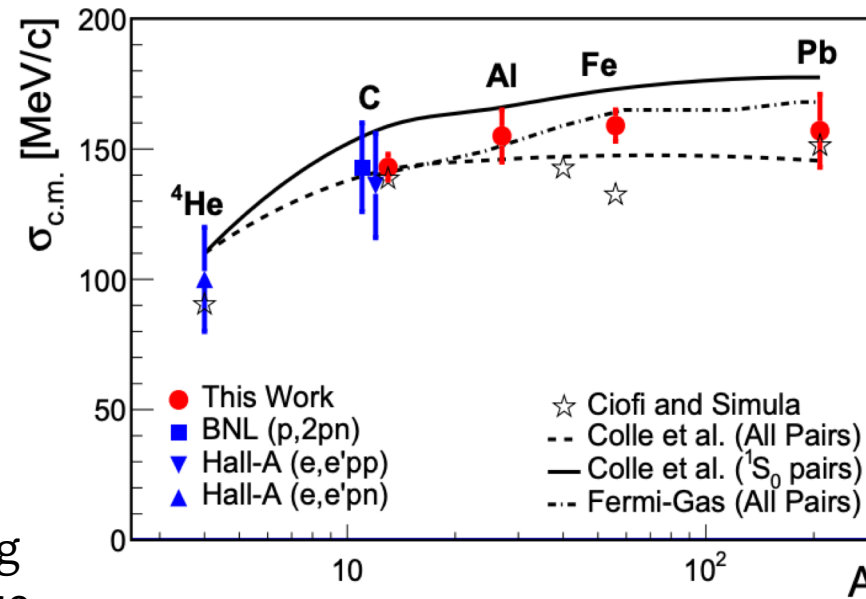 200
150
100
50
0
σc.m. [MeV/c]
⁴He
C
Al
Fe
Pb
This Work
BNL (p,2pn)
Hall-A (e,e'pp)
Hall-A (e,e'pn)
Ciofi and Simula
Colle et al. (All Pairs)
Colle et al. (¹S₀ pairs)
Fermi-Gas (All Pairs)
10
10²
A